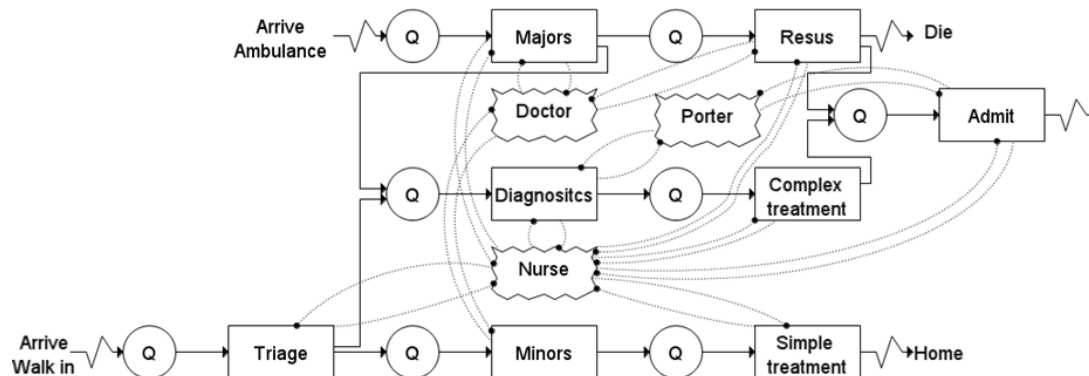 Arrive
Ambulance
Q
Majors
Q
Resus
Die
Doctor
Porter
Q
Admit
Q
Diagnositcs
Q
Complex
treatment
Nurse
Arrive
Walk in
Q
Triage
Q
Minors
Q
Simple
treatment
Home